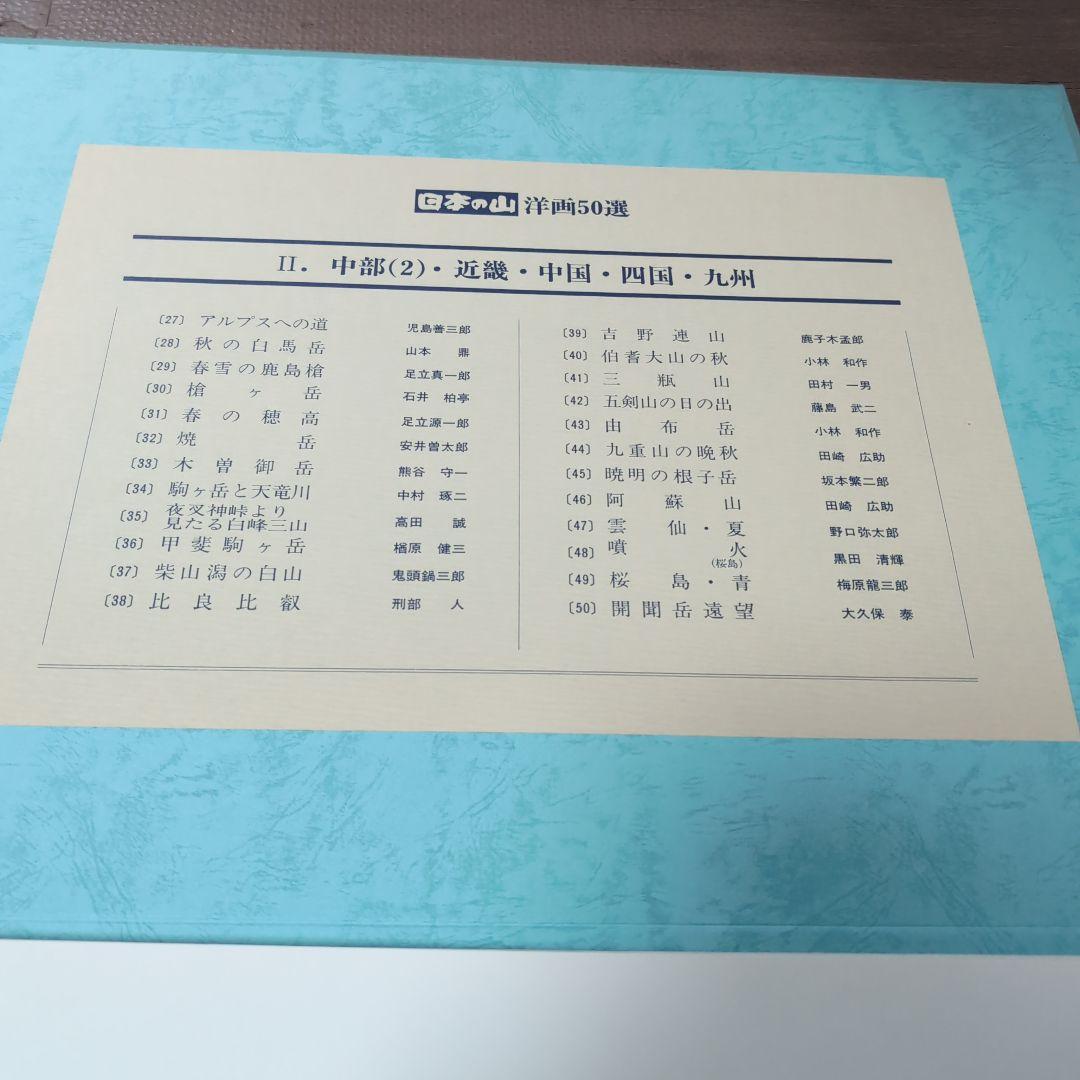 日本の山 洋画50選
II. 中部(2)・近畿・中国・四国・九州
〔27〕 アルプスへの道 児島善三郎
〔28〕 秋の白馬岳 山本 鼎
〔29〕 春雪の鹿島槍 足立真一郎
〔30〕 槍ヶ岳 石井 柏亭
〔31〕 春の穂高 足立源一郎
〔32〕 焼岳 安井曽太郎
〔33〕 木曽御岳 熊谷 守一
〔34〕 駒ヶ岳と天竜川 中村 琢二
〔35〕 夜叉神峠より
見たる白峰三山 高田 誠
〔36〕 甲斐駒ヶ岳 楢原 健三
〔37〕 柴山潟の白山 鬼頭鍋三郎
〔38〕 比良比叡 刑部 人
〔39〕 吉野連山 鹿子木孟郎
〔40〕 伯耆大山の秋 小林 和作
〔41〕 三瓶山 田村 一男
〔42〕 五剣山の日の出 藤島 武二
〔43〕 由布岳 小林 和作
〔44〕 九重山の晩秋 田崎 広助
〔45〕 暁明の根子岳 坂本繁二郎
〔46〕 阿蘇山 田崎 広助
〔47〕 雲仙・夏 野口弥太郎
〔48〕 噴火 黒田 清輝
(桜島)
〔49〕 桜島・青 梅原龍三郎
〔50〕 開聞岳遠望 大久保 泰